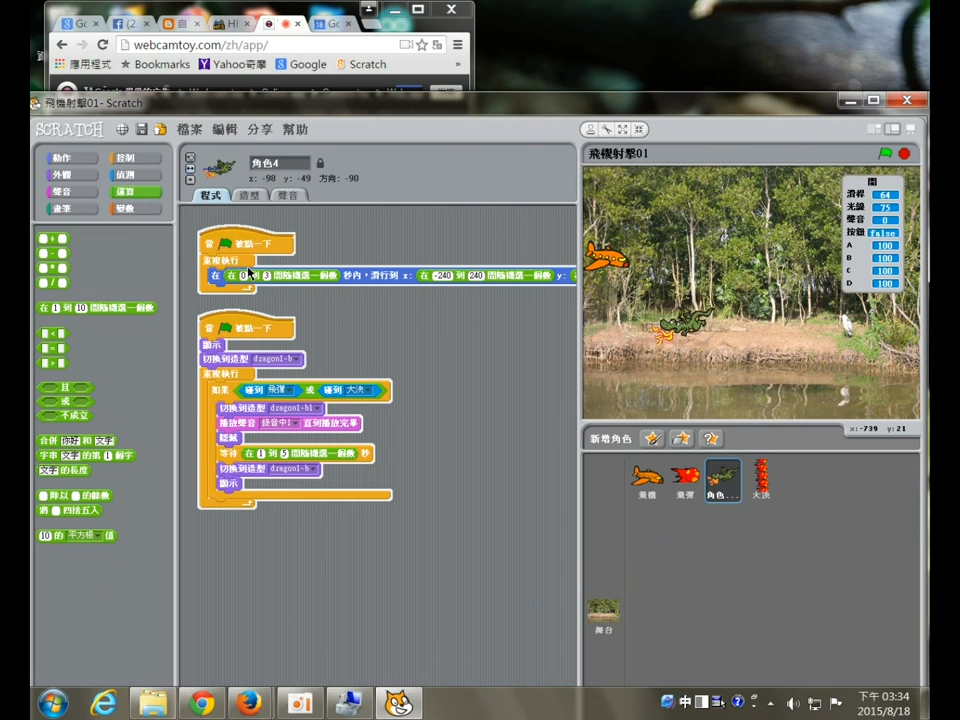 Go
(2
自
HI
Go
webcamtoy.com/zh/app/
應用程式
Bookmarks
Yahoo奇摩
Google
Scratch
»
飛機射擊01- Scratch
SCRATCH
檔案
編輯
分享
幫助
動作
控制
外觀
偵測
聲音
運算
畫筆
變數
+
-
*
/
在 1 到 10 間隨機選一個數
<
=
>
且
或
不成立
合併 你好 和 文字
字串 文字 的第 1 個字
文字 的長度
除以 的餘數
將 四捨五入
10 的 平方根 值
角色4
x: -98 y: -49 方向: -90
程式
造型
聲音
當 被點一下
重複執行
在 在 0 到 3 間隨機選一個數 秒內，滑行到 x: 在 -240 到 240 間隨機選一個數 y:
當 被點一下
顯示
切換到造型 dragon1-b
重複執行
如果 碰到 飛彈 或 碰到 大決
切換到造型 dragon1-b1
播放聲音 錄音中1 直到播放完畢
隱藏
等待 在 1 到 5 間隨機選一個數 秒
切換到造型 dragon1-b
顯示
飛機射擊01
滑桿 64
光線 75
聲音 0
按鈕 false
A 100
B 100
C 100
D 100
x: -739 y: 21
新增角色
飛機
飛彈
角色...
大決
舞台
中
下午 03:34
2015/8/18